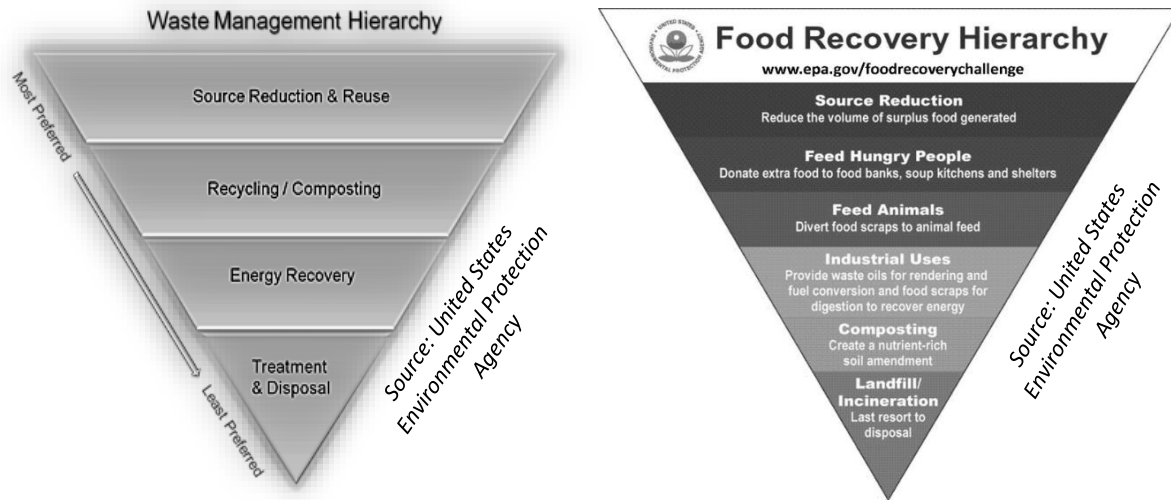 Waste Management Hierarchy
Most Preferred
Least Preferred
Source Reduction & Reuse
Recycling / Composting
Energy Recovery
Treatment
& Disposal
Source: United States
Environmental Protection
Agency
UNITED STATES
ENVIRONMENTAL PROTECTION AGENCY
Food Recovery Hierarchy
www.epa.gov/foodrecoverychallenge
Source Reduction
Reduce the volume of surplus food generated
Feed Hungry People
Donate extra food to food banks, soup kitchens and shelters
Feed Animals
Divert food scraps to animal feed
Industrial Uses
Provide waste oils for rendering and
fuel conversion and food scraps for
digestion to recover energy
Composting
Create a nutrient-rich
soil amendment
Landfill/
Incineration
Last resort to
disposal
Source: United States
Environmental Protection
Agency